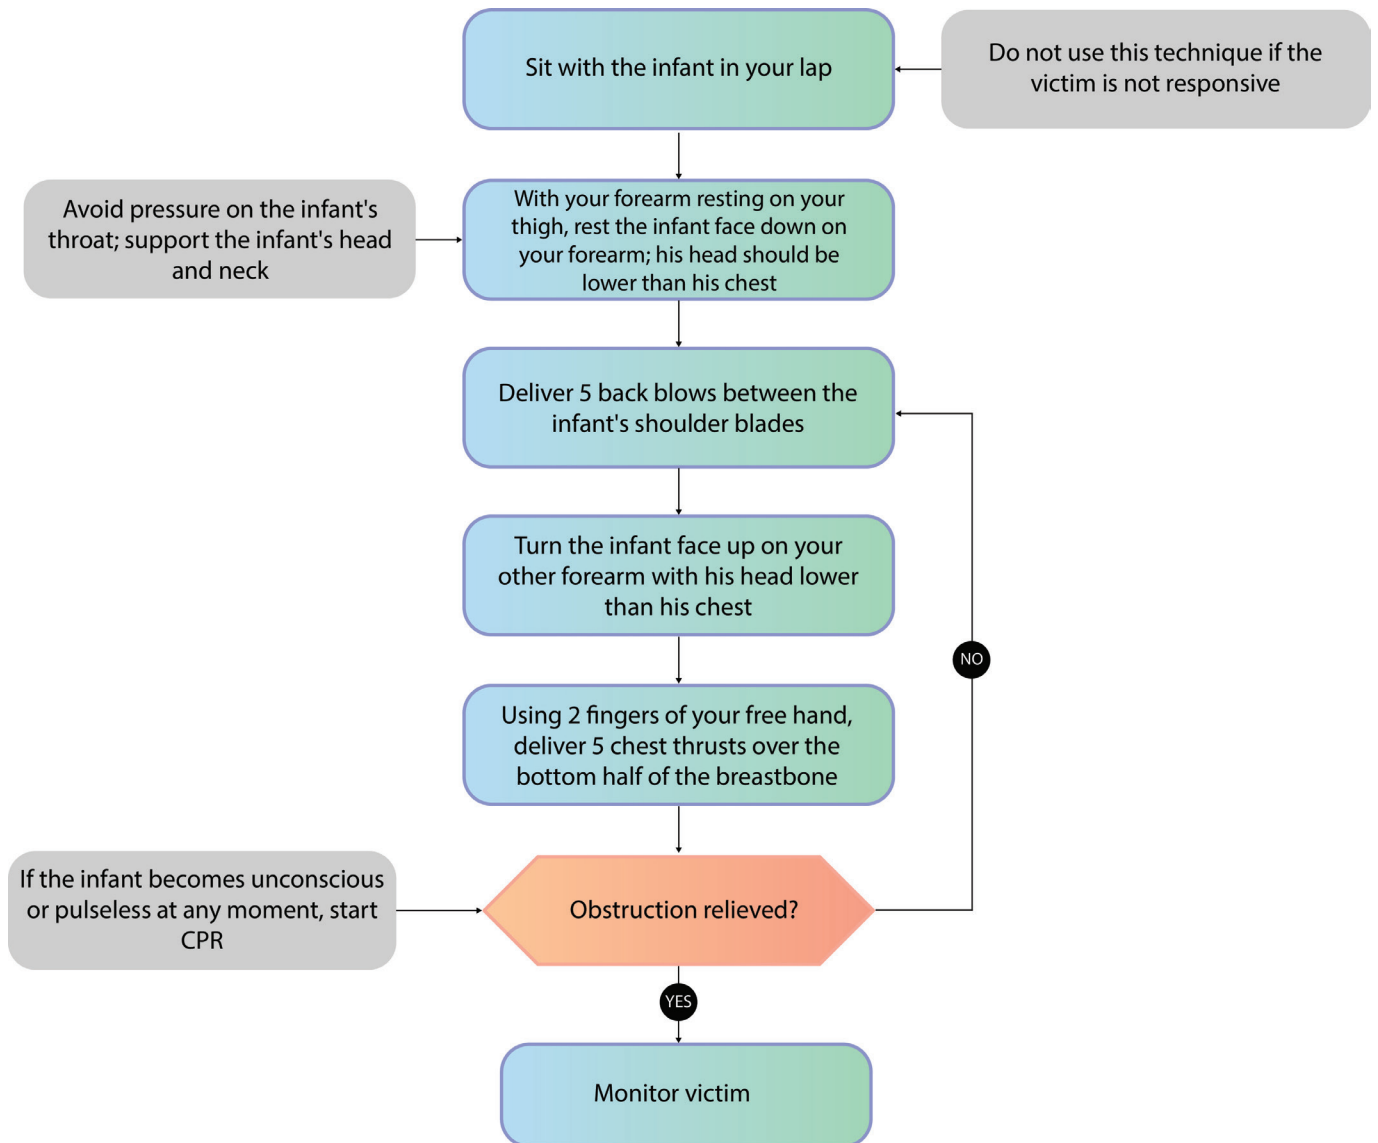 Sit with the infant in your lap
Do not use this technique if the
victim is not responsive
Avoid pressure on the infant's
throat; support the infant's head
and neck
With your forearm resting on your
thigh, rest the infant face down on
your forearm; his head should be
lower than his chest
Deliver 5 back blows between the
infant's shoulder blades
Turn the infant face up on your
other forearm with his head lower
than his chest
NO
Using 2 fingers of your free hand,
deliver 5 chest thrusts over the
bottom half of the breastbone
If the infant becomes unconscious
or pulseless at any moment, start
CPR
Obstruction relieved?
YES
Monitor victim